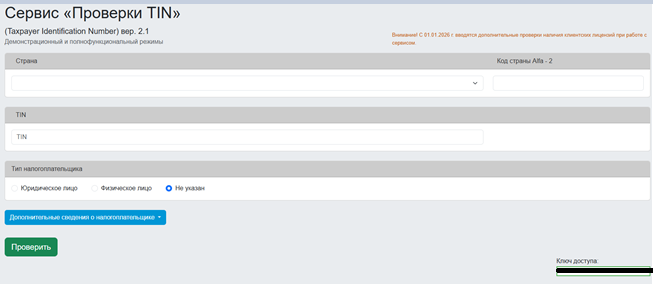 Сервис «Проверки TIN»
(Taxpayer Identification Number) вер. 2.1
Демонстрационный и полнофункциональный режимы
Внимание! С 01.01.2026 г. вводятся дополнительные проверки наличия клиентских лицензий при работе с
сервисом.
Страна
Код страны Alfa - 2
TIN
TIN
Тип налогоплательщика
Юридическое лицо
Физическое лицо
Не указан
Дополнительные сведения о налогоплательщике
Проверить
Ключ доступа: